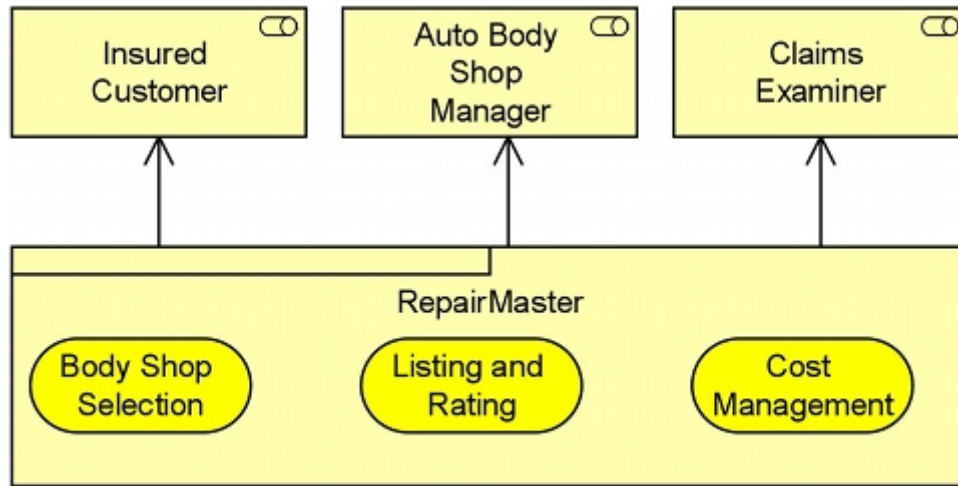 Insured
Customer
Auto Body
Shop
Manager
Claims
Examiner
RepairMaster
Body Shop
Selection
Listing and
Rating
Cost
Management